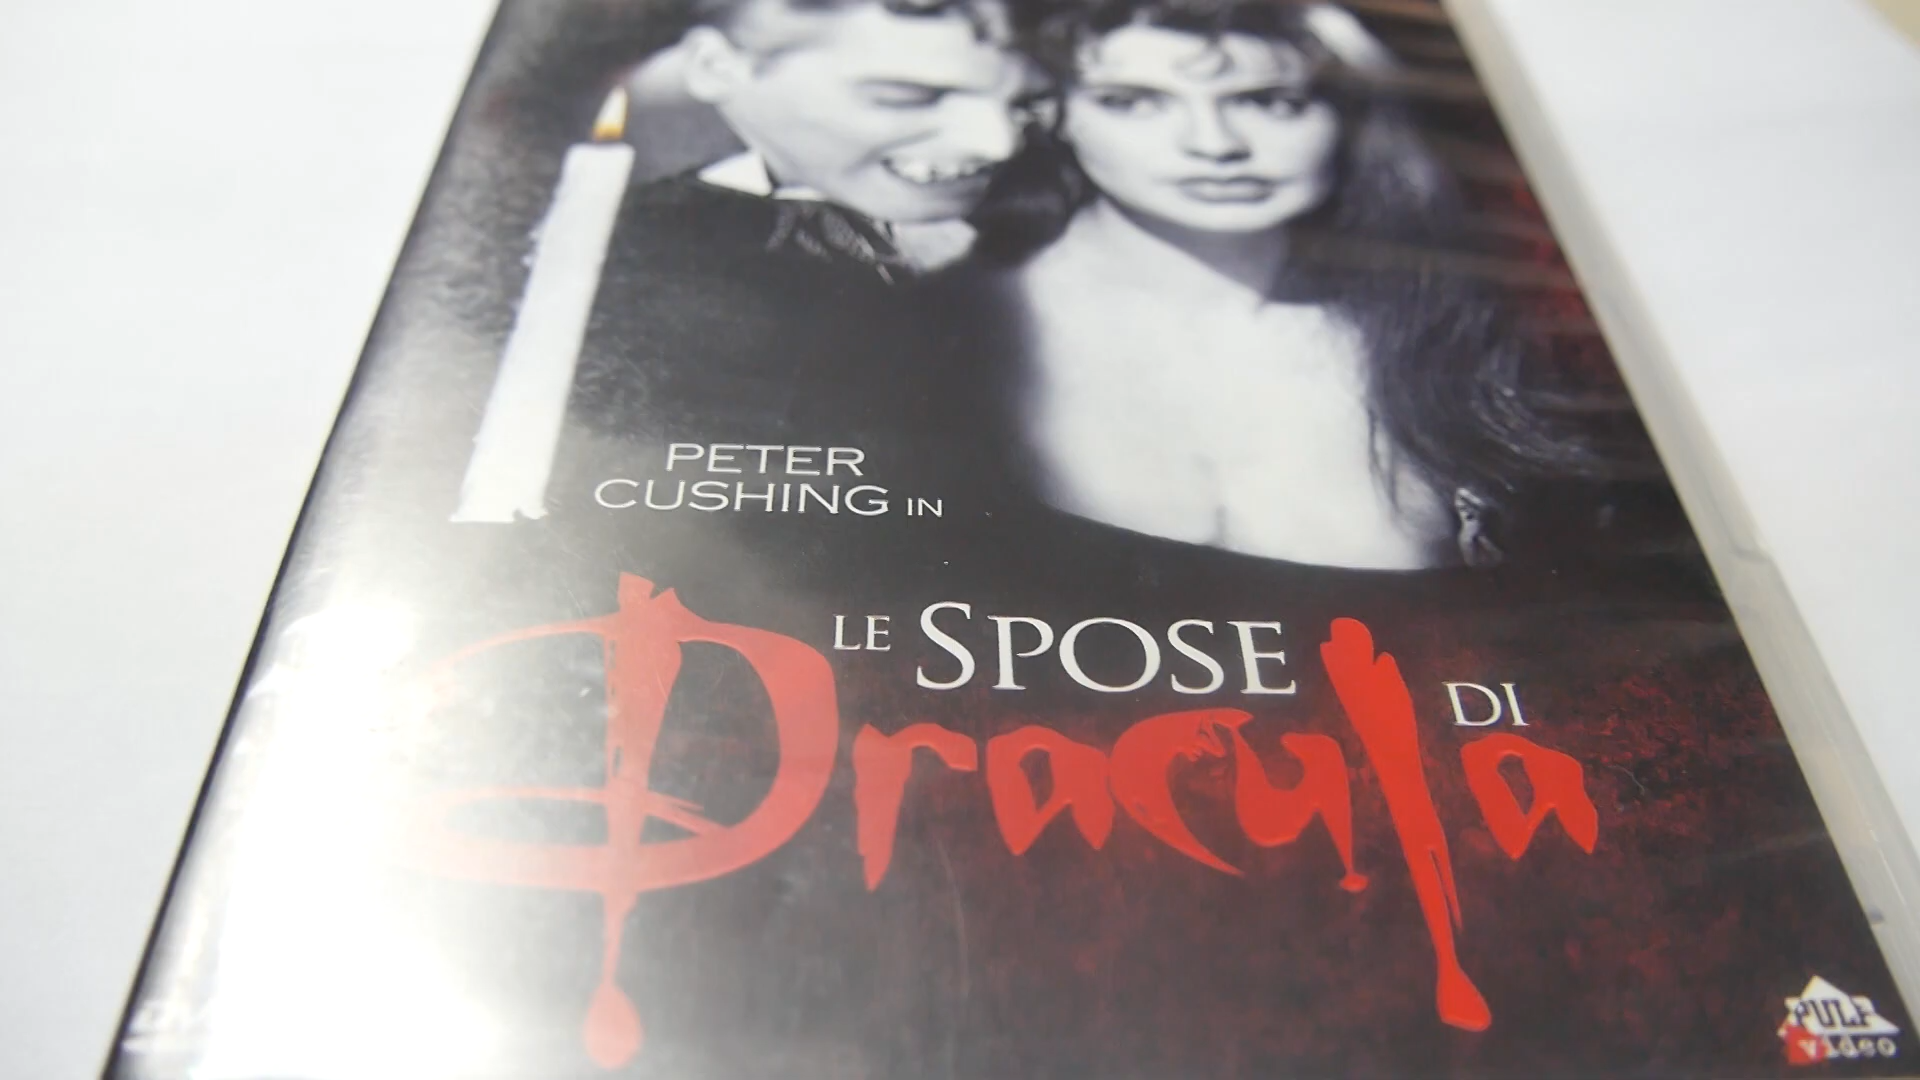 PETER
CUSHING IN
LE SPOSE DI
Dracula
PULP
video